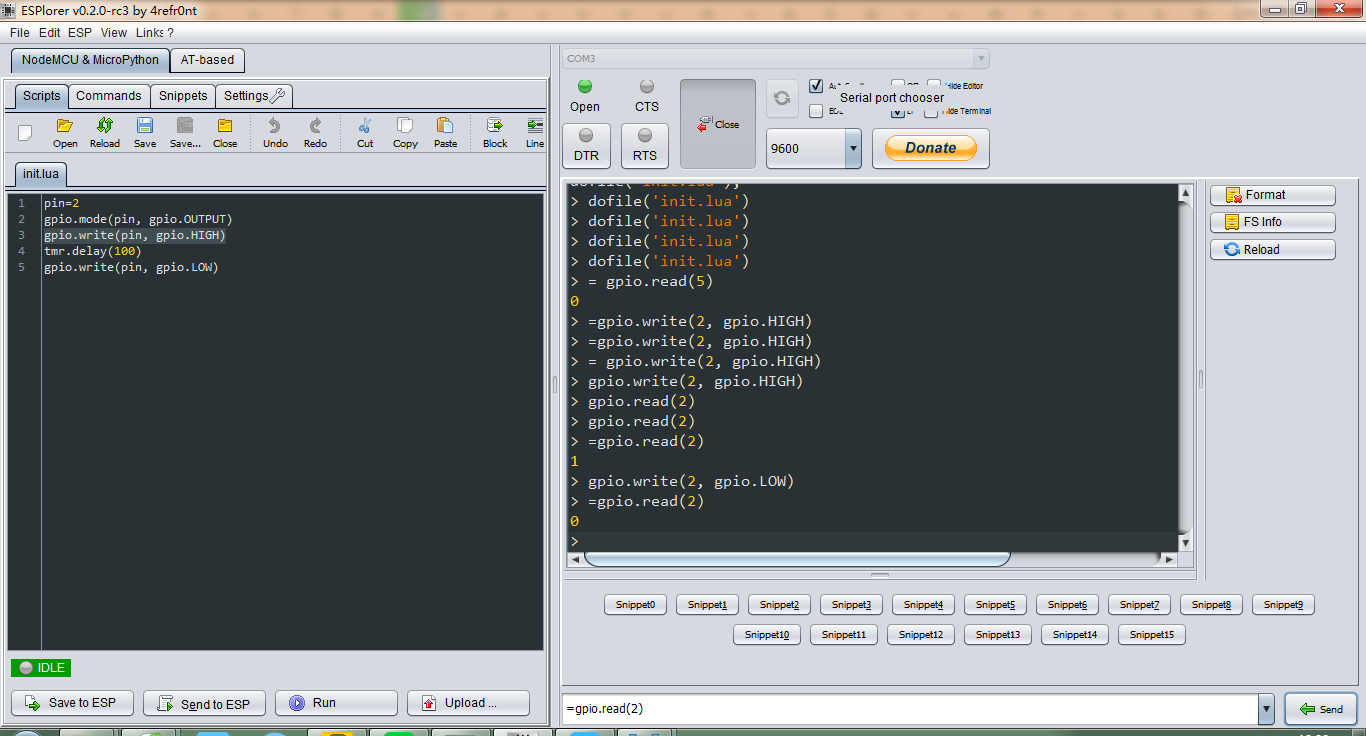 ESPlorer v0.2.0-rc3 by 4refr0nt
File Edit ESP View Links ?
NodeMCU & MicroPython AT-based
Scripts Commands Snippets Settings
Open Reload Save Save... Close Undo Redo Cut Copy Paste Block Line
init.lua
1 pin=2
2 gpio.mode(pin, gpio.OUTPUT)
3 gpio.write(pin, gpio.HIGH)
4 tmr.delay(100)
5 gpio.write(pin, gpio.LOW)
IDLE
Save to ESP Send to ESP Run Upload ...
COM3
Open CTS
DTR RTS
Close
Hide Editor
Serial port chooser
Hide Terminal
9600
Donate
dofile('init.lua');
> dofile('init.lua')
> dofile('init.lua')
> dofile('init.lua')
> dofile('init.lua')
> = gpio.read(5)
0
> =gpio.write(2, gpio.HIGH)
> =gpio.write(2, gpio.HIGH)
> = gpio.write(2, gpio.HIGH)
> gpio.write(2, gpio.HIGH)
> gpio.read(2)
> gpio.read(2)
> =gpio.read(2)
1
> gpio.write(2, gpio.LOW)
> =gpio.read(2)
0
>
Format
FS Info
Reload
Snippet0 Snippet1 Snippet2 Snippet3 Snippet4 Snippet5 Snippet6 Snippet7 Snippet8 Snippet9
Snippet10 Snippet11 Snippet12 Snippet13 Snippet14 Snippet15
=gpio.read(2)
Send